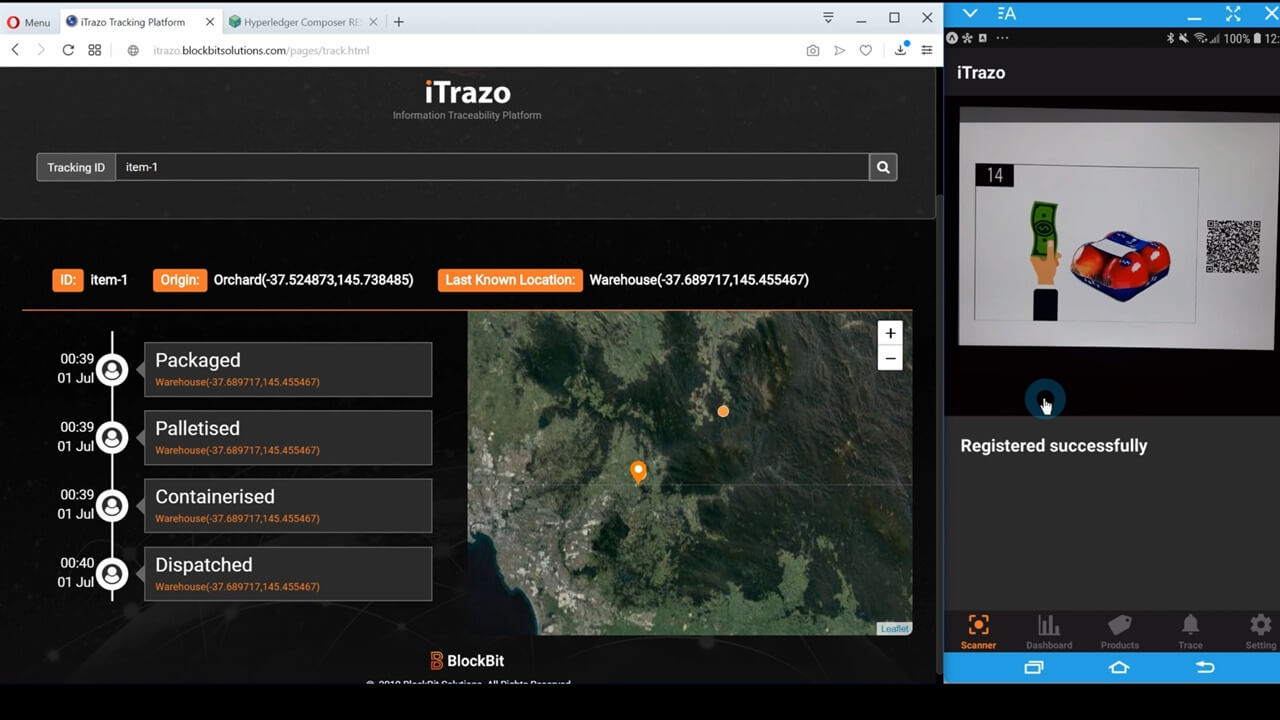 Menu
iTrazo Tracking Platform
Hyperledger Composer RE
itrazo.blockbitsolutions.com/pages/track.html
iTrazo
Information Traceability Platform
Tracking ID
item-1
ID:
item-1
Origin:
Orchard(-37.524873,145.738485)
Last Known Location:
Warehouse(-37.689717,145.455467)
00:39
01 Jul
Packaged
Warehouse(-37.689717,145.455467)
00:39
01 Jul
Palletised
Warehouse(-37.689717,145.455467)
00:39
01 Jul
Containerised
Warehouse(-37.689717,145.455467)
00:40
01 Jul
Dispatched
Warehouse(-37.689717,145.455467)
+
−
Leaflet
BlockBit
© 2019 BlockBit Solutions. All Rights Reserved
100%
12:
iTrazo
14
Registered successfully
Scanner
Dashboard
Products
Trace
Setting